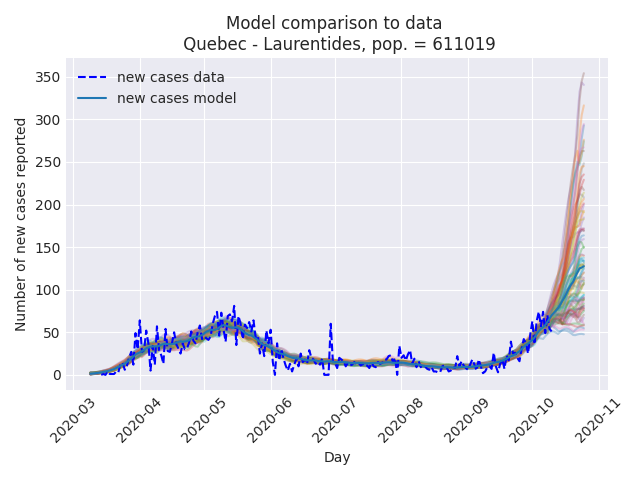 Model comparison to data
Quebec - Laurentides, pop. = 611019
new cases data
new cases model
Number of new cases reported
350
300
250
200
150
100
50
0
2020-03
2020-04
2020-05
2020-06
2020-07
2020-08
2020-09
2020-10
2020-11
Day